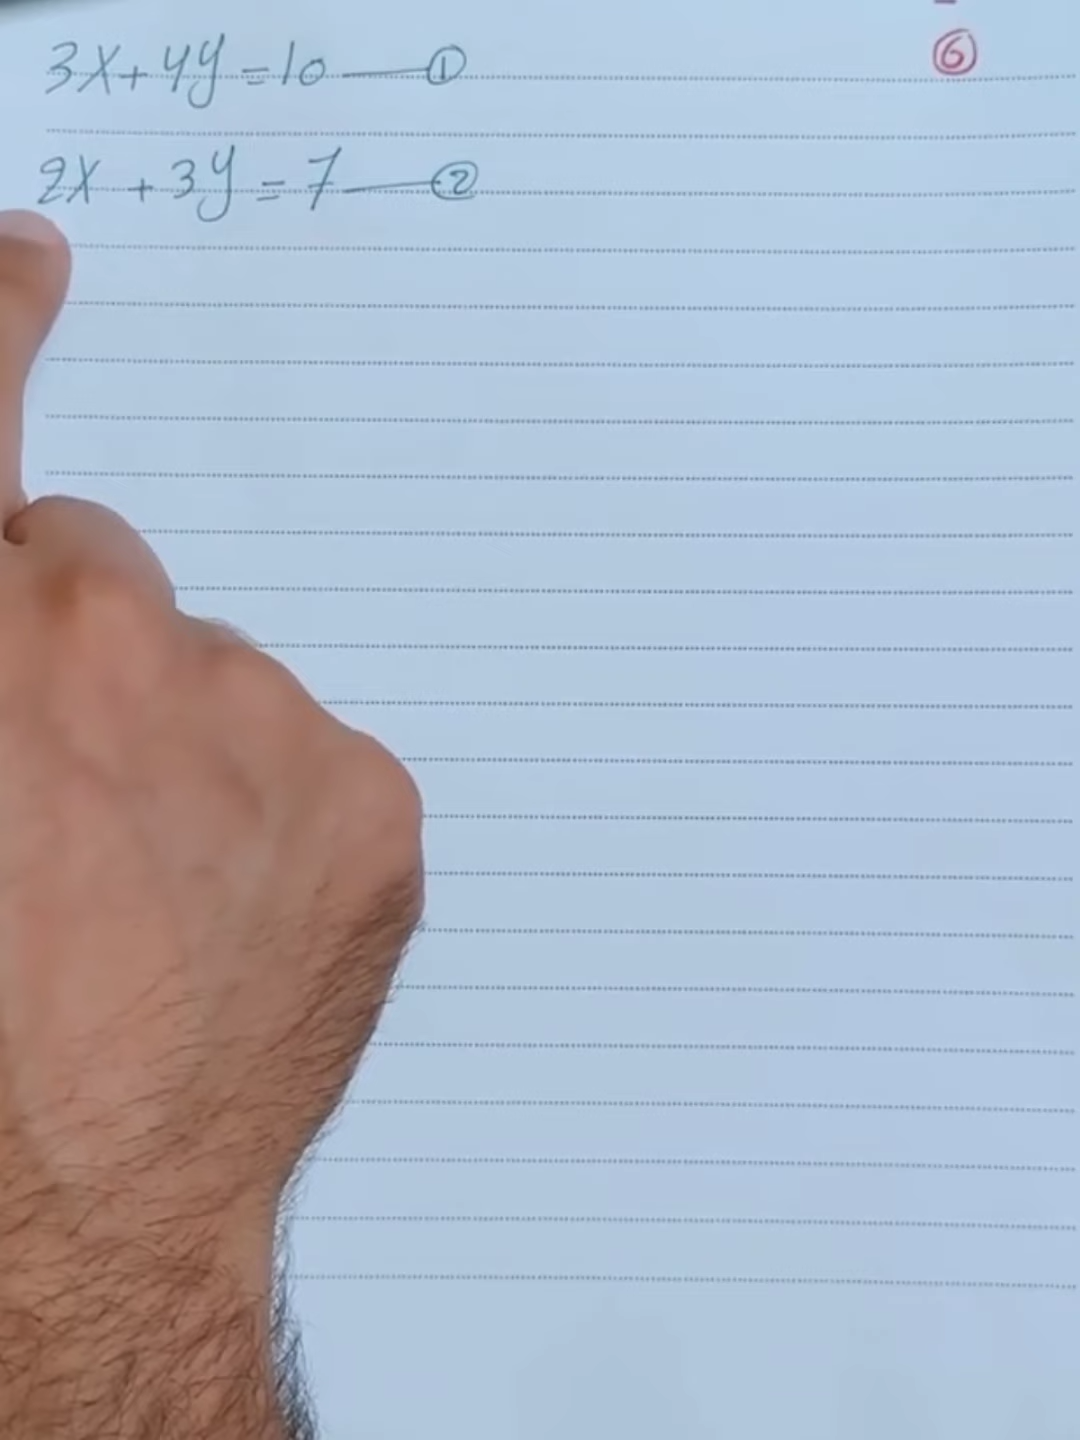 3x+4y=10 —— ①
⑥
2x+3y=7 —— ②